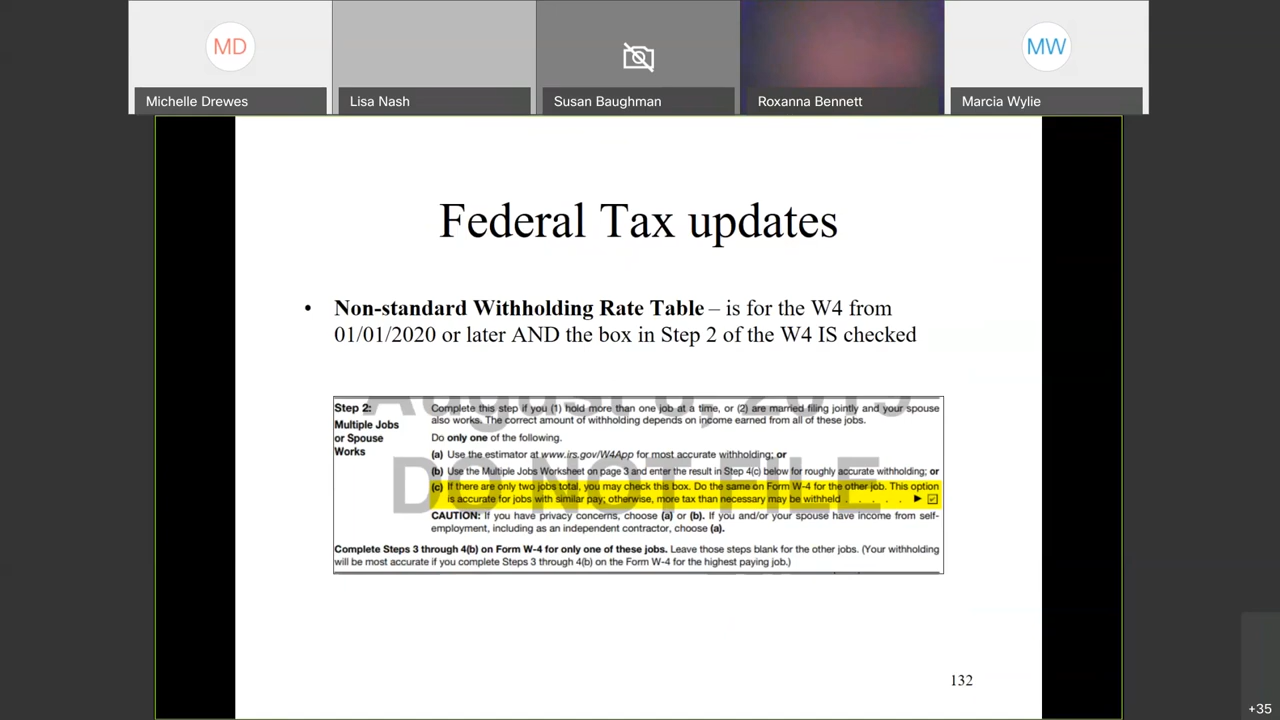 MD
MW
Michelle Drewes
Lisa Nash
Susan Baughman
Roxanna Bennett
Marcia Wylie
Federal Tax updates
• Non-standard Withholding Rate Table – is for the W4 from
01/01/2020 or later AND the box in Step 2 of the W4 IS checked
August 8, 2019
DO NOT FILE
Step 2:
Multiple Jobs
or Spouse
Works
Complete this step if you (1) hold more than one job at a time, or (2) are married filing jointly and your spouse
also works. The correct amount of withholding depends on income earned from all of these jobs.
Do only one of the following.
(a) Use the estimator at www.irs.gov/W4App for most accurate withholding; or
(b) Use the Multiple Jobs Worksheet on page 3 and enter the result in Step 4(c) below for roughly accurate withholding; or
(c) If there are only two jobs total, you may check this box. Do the same on Form W-4 for the other job. This option
is accurate for jobs with similar pay; otherwise, more tax than necessary may be withheld . . . . . ▶ ☑
CAUTION: If you have privacy concerns, choose (a) or (b). If you and/or your spouse have income from self-
employment, including as an independent contractor, choose (a).
Complete Steps 3 through 4(b) on Form W-4 for only one of these jobs. Leave those steps blank for the other jobs. (Your withholding
will be most accurate if you complete Steps 3 through 4(b) on the Form W-4 for the highest paying job.)
132
+35